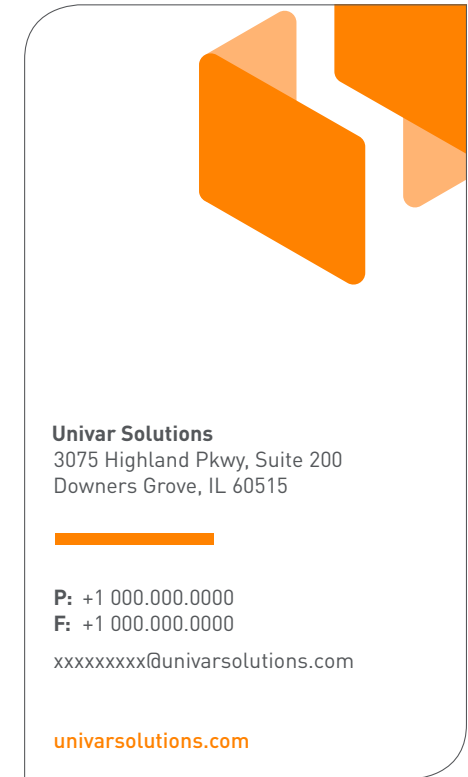 Univar Solutions
3075 Highland Pkwy, Suite 200
Downers Grove, IL 60515
P: +1 000.000.0000
F: +1 000.000.0000
xxxxxxxxx@univarsolutions.com
univarsolutions.com